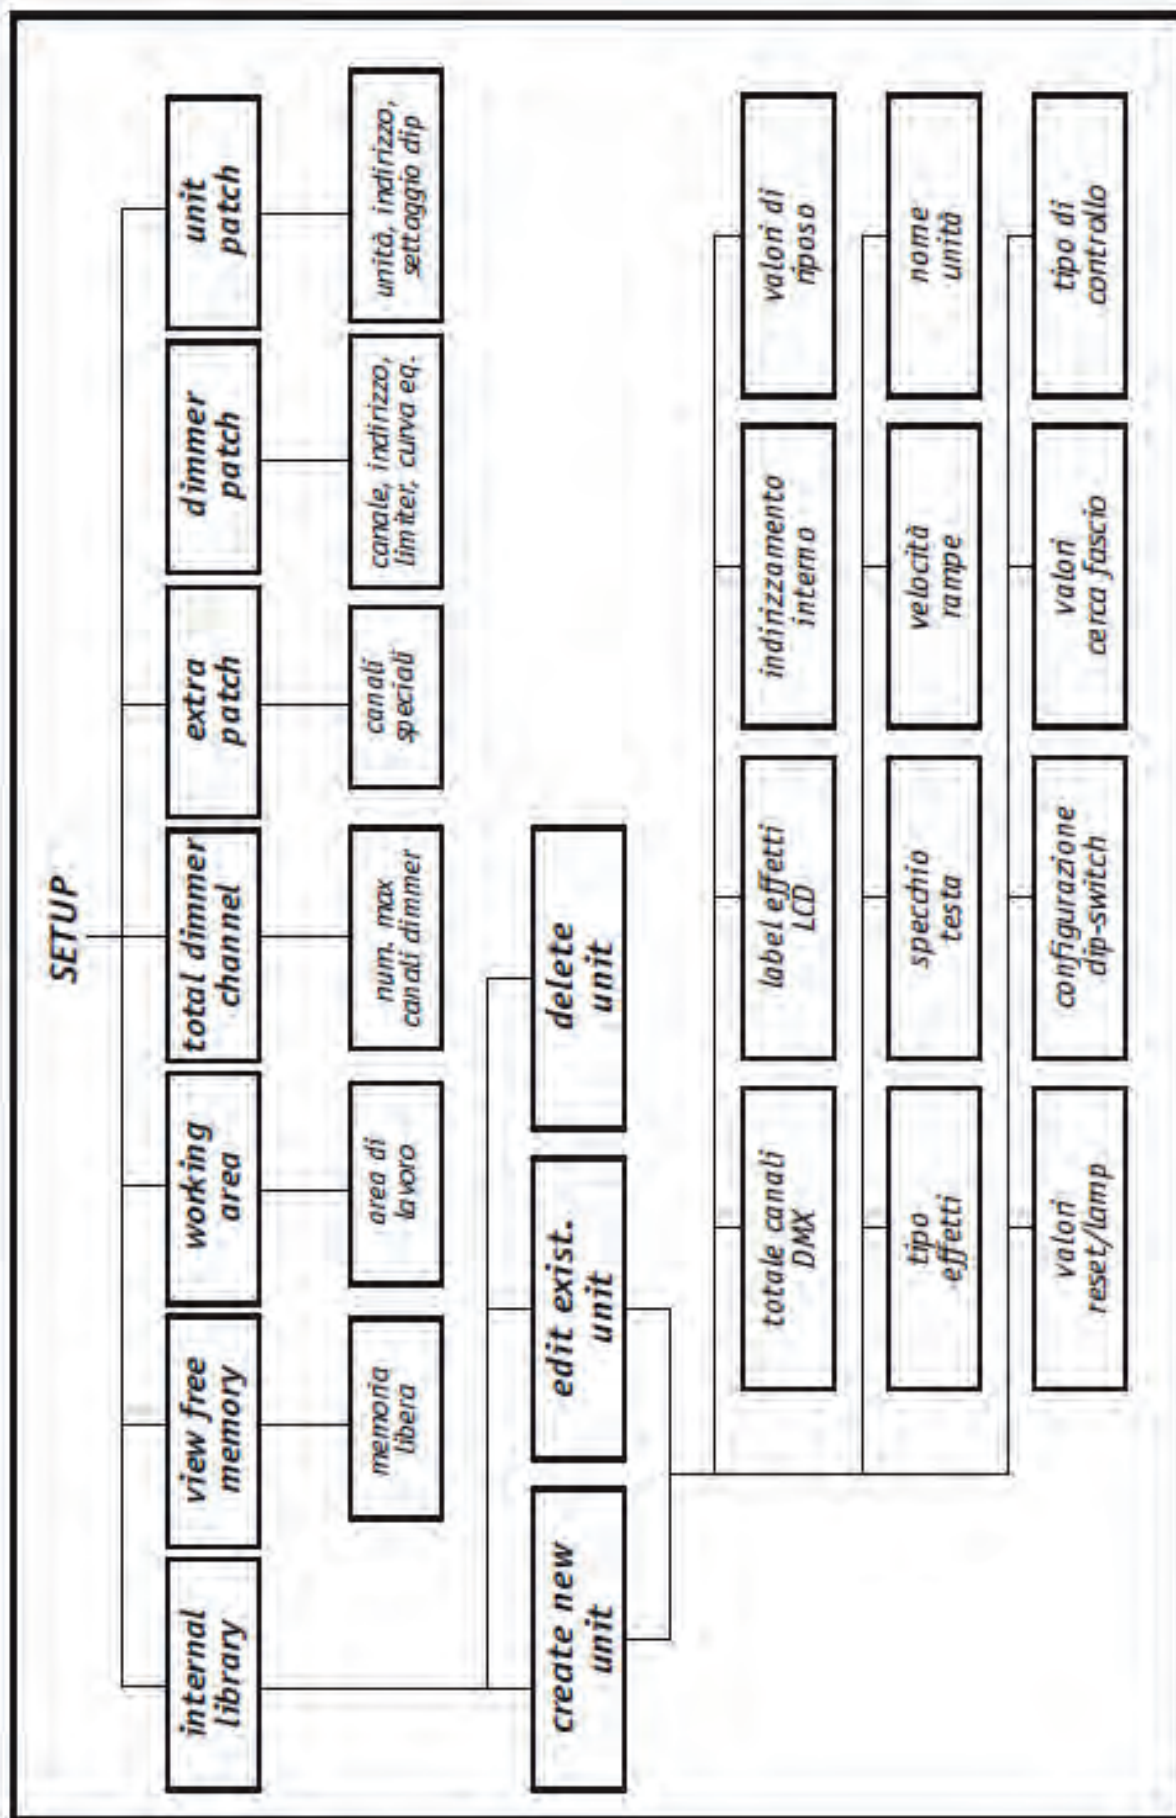 SETUP
internal
library
view free
memory
working
area
total dimmer
channel
extra
patch
dimmer
patch
unit
patch
memoria
libera
area di
lavoro
num. max
canali dimmer
canali
speciali
canale, indirizzo,
limiter, curva eq.
unità, indirizzo,
settaggio dip
create new
unit
edit exist.
unit
delete
unit
totale canali
DMX
label effetti
LCD
indirizzamento
interno
valori di
riposo
tipo
effetti
specchio
testa
velocità
rampe
nome
unità
valori
reset/lamp
configurazione
dip-switch
valori
cerca fascio
tipo di
controllo